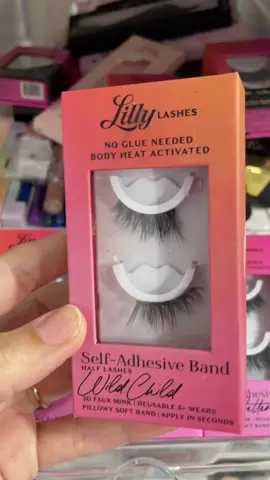 Lilly LASHES
NO GLUE NEEDED
BODY HEAT ACTIVATED
Self-Adhesive Band
HALF LASHES
Wild Child
3D FAUX MINK | REUSABLE 5+ WEARS
PILLOWY SOFT BAND | APPLY IN SECONDS